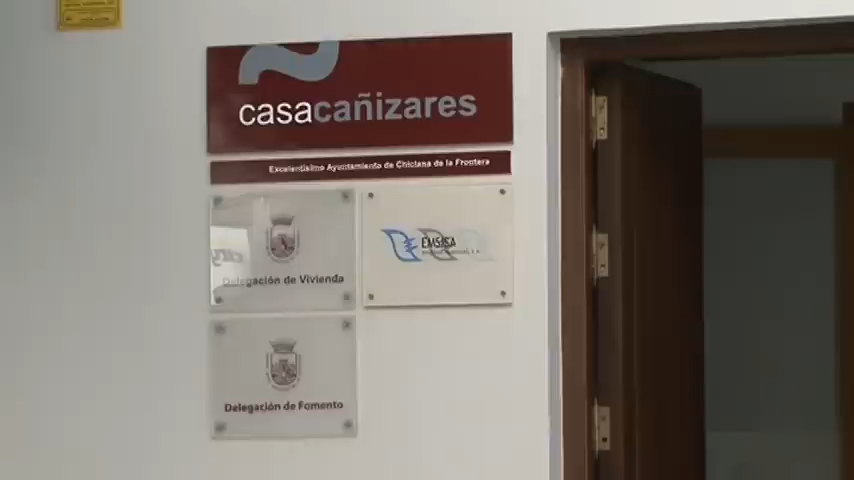 casacañizares
Excelentísimo Ayuntamiento de Chiclana de la Frontera
Delegación de Vivienda
EMSISA
Delegación de Fomento